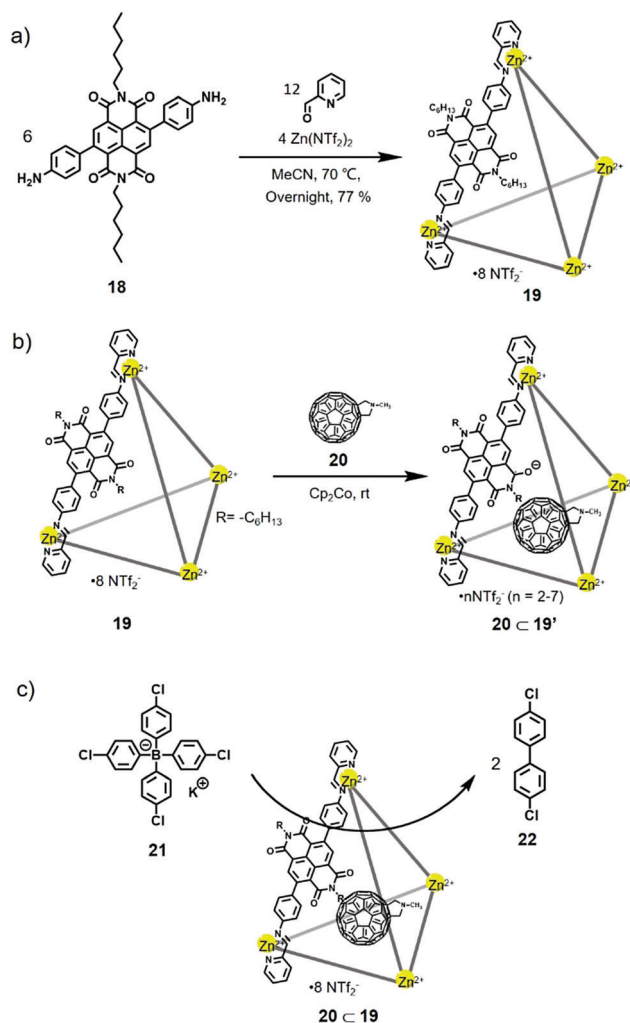 a)
6
NH₂
O
N
O
O
N
O
H₂N
18
12
O
N
4 Zn(NTf₂)₂
MeCN, 70 ℃,
Overnight, 77 %
N
Zn²⁺
N
C₆H₁₃
N
O
O
O
O
N
C₆H₁₃
N
Zn²⁺
N
Zn²⁺
Zn²⁺
•8 NTf₂⁻
19
b)
N
Zn²⁺
N
R
N
O
O
O
O
N
R
N
Zn²⁺
N
Zn²⁺
Zn²⁺
R= -C₆H₁₃
•8 NTf₂⁻
19
N-CH₃
20
Cp₂Co, rt
N
Zn²⁺
N
R
N
O
O
O
O⊖
N
R
N
Zn²⁺
N
Zn²⁺
N-CH₃
Zn²⁺
•nNTf₂⁻ (n = 2-7)
20 ⊂ 19’
c)
Cl
Cl
B⊖
Cl
K⊕
Cl
21
N
Zn²⁺
N
R
N
O
O
O
O
N
R
N
Zn²⁺
N
Zn²⁺
N-CH₃
Zn²⁺
•8 NTf₂⁻
20 ⊂ 19
2
Cl
Cl
22